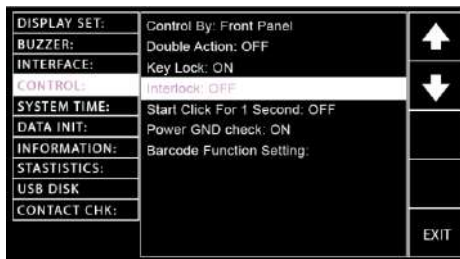 DISPLAY SET:
BUZZER:
INTERFACE:
CONTROL:
SYSTEM TIME:
DATA INIT:
INFORMATION:
STASTISTICS:
USB DISK
CONTACT CHK:
Control By: Front Panel
Double Action: OFF
Key Lock: ON
Interlock: OFF
Start Click For 1 Second: OFF
Power GND check: ON
Barcode Function Setting:
EXIT